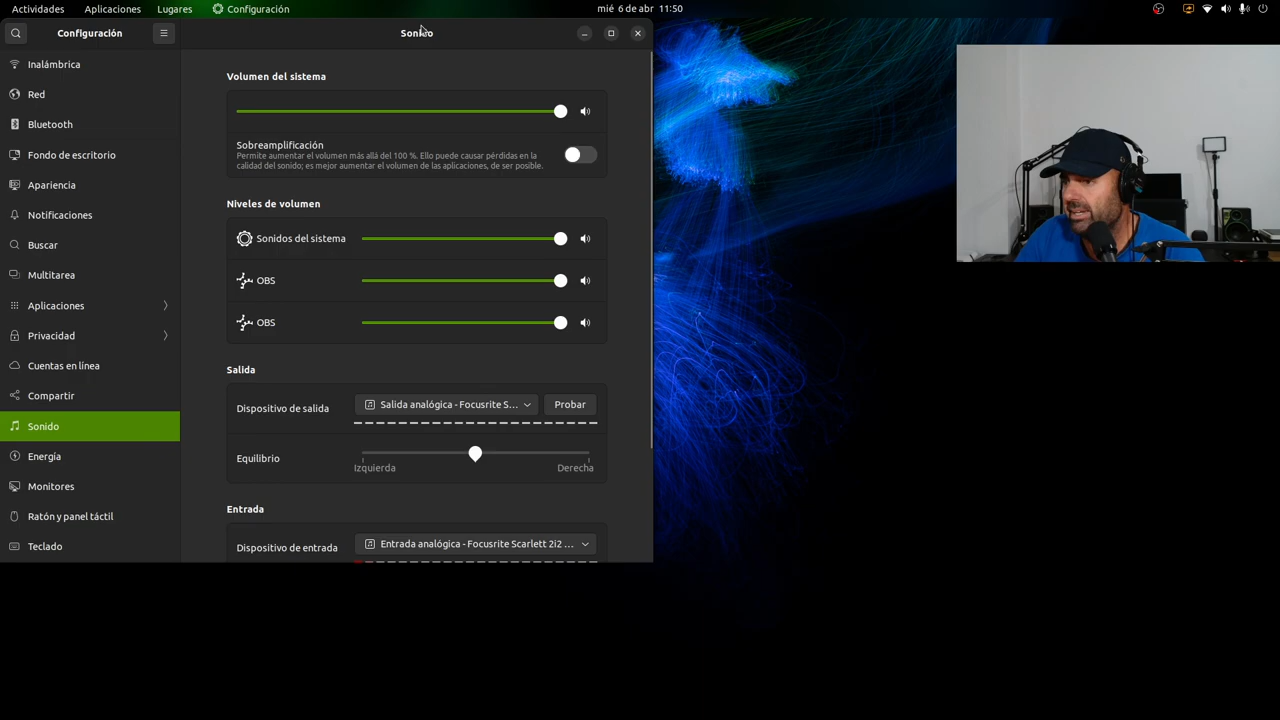 Actividades Aplicaciones Lugares Configuración mié 6 de abr 11:50
Configuración
Sonido
Inalámbrica
Red
Bluetooth
Fondo de escritorio
Apariencia
Notificaciones
Buscar
Multitarea
Aplicaciones
Privacidad
Cuentas en línea
Compartir
Sonido
Energía
Monitores
Ratón y panel táctil
Teclado
Volumen del sistema
Sobreamplificación
Permite aumentar el volumen más allá del 100 %. Ello puede causar pérdidas en la
calidad del sonido; es mejor aumentar el volumen de las aplicaciones, de ser posible.
Niveles de volumen
Sonidos del sistema
OBS
OBS
Salida
Dispositivo de salida
Salida analógica - Focusrite S...
Probar
Equilibrio
Izquierda Derecha
Entrada
Dispositivo de entrada
Entrada analógica - Focusrite Scarlett 2i2 ...